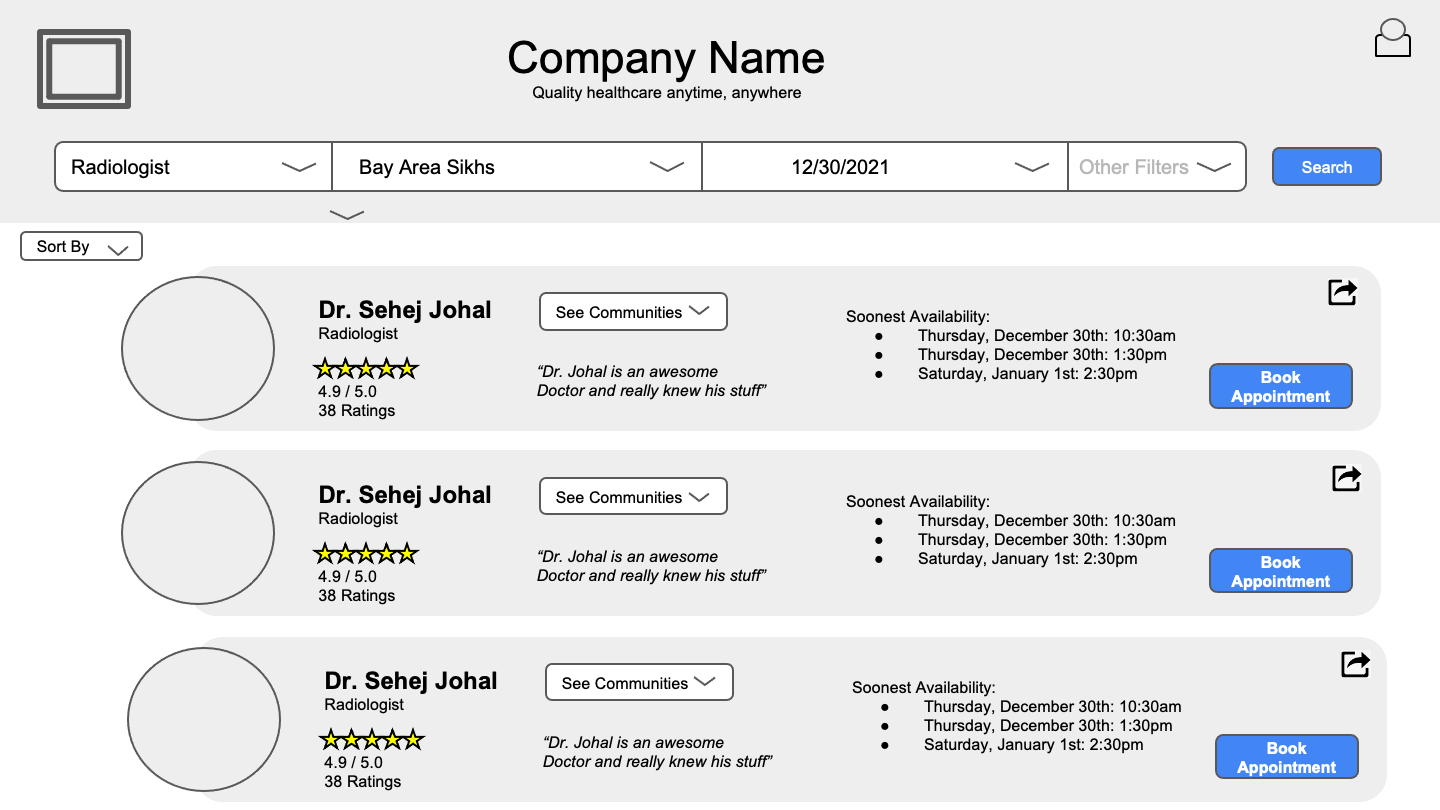 Company Name
Quality healthcare anytime, anywhere
Radiologist
Bay Area Sikhs
12/30/2021
Other Filters
Search
Sort By
Dr. Sehej Johal
Radiologist
4.9 / 5.0
38 Ratings
See Communities
“Dr. Johal is an awesome
Doctor and really knew his stuff”
Soonest Availability:
● Thursday, December 30th: 10:30am
● Thursday, December 30th: 1:30pm
● Saturday, January 1st: 2:30pm
Book
Appointment
Dr. Sehej Johal
Radiologist
4.9 / 5.0
38 Ratings
See Communities
“Dr. Johal is an awesome
Doctor and really knew his stuff”
Soonest Availability:
● Thursday, December 30th: 10:30am
● Thursday, December 30th: 1:30pm
● Saturday, January 1st: 2:30pm
Book
Appointment
Dr. Sehej Johal
Radiologist
4.9 / 5.0
38 Ratings
See Communities
“Dr. Johal is an awesome
Doctor and really knew his stuff”
Soonest Availability:
● Thursday, December 30th: 10:30am
● Thursday, December 30th: 1:30pm
● Saturday, January 1st: 2:30pm
Book
Appointment